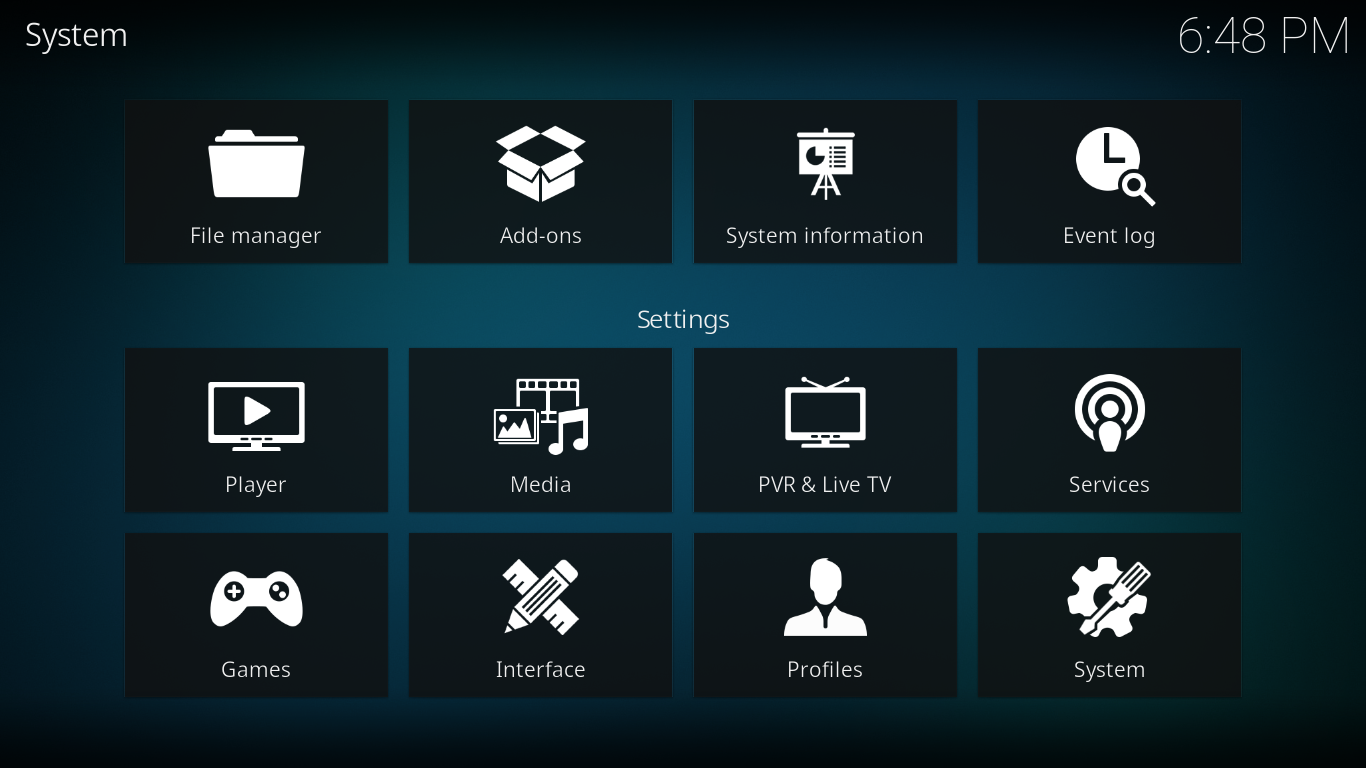 System
6:48 PM
File manager
Add-ons
System information
Event log
Settings
Player
Media
PVR & Live TV
Services
Games
Interface
Profiles
System